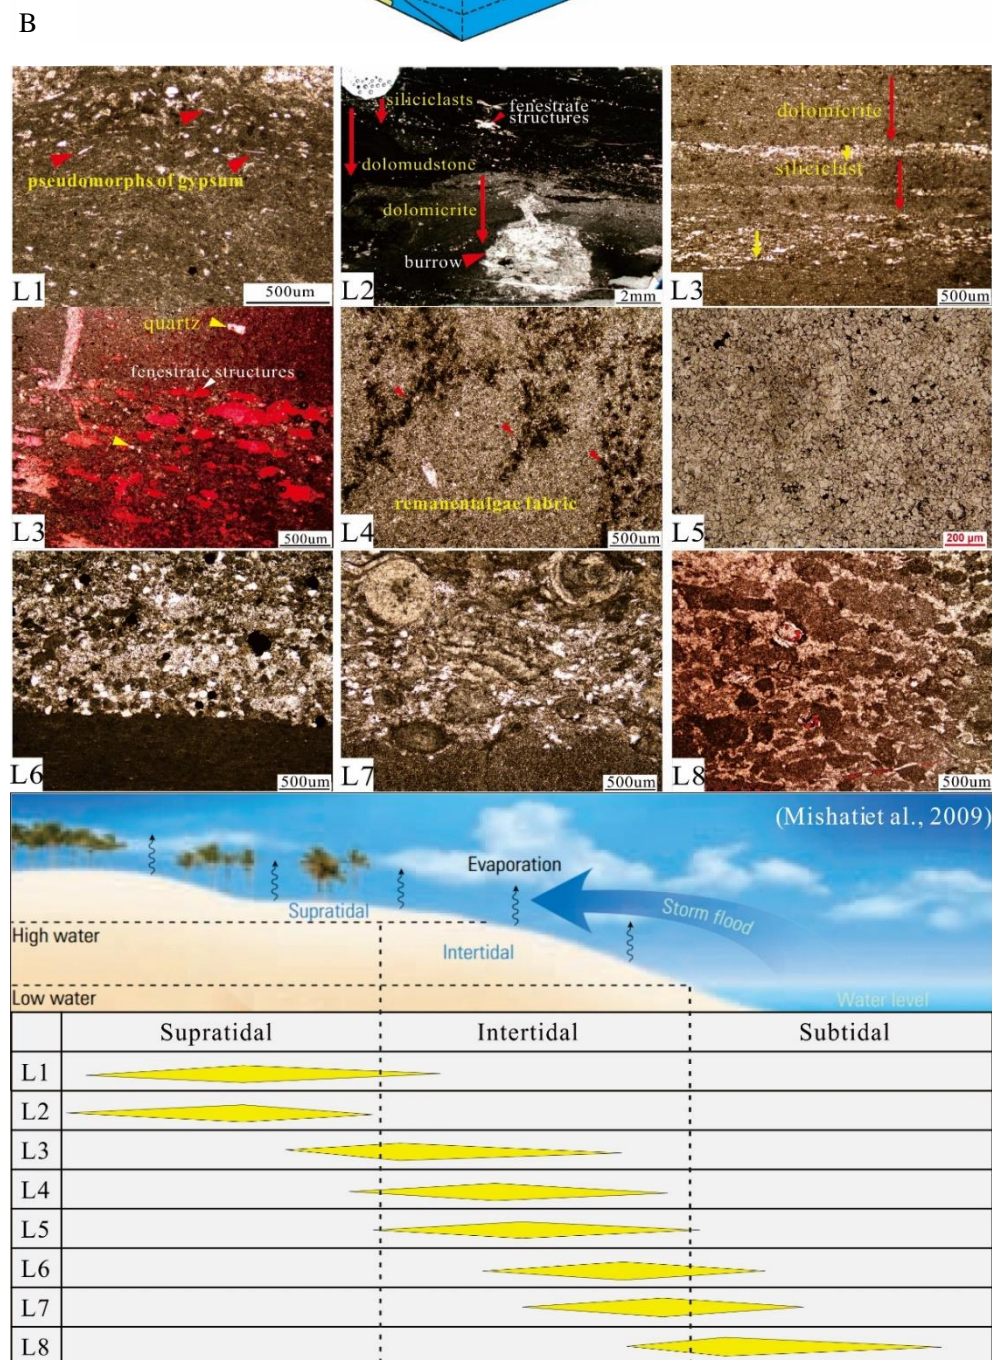 B
pseudomorphs of gypsum
L1
500um
siliciclasts
fenestrate
structures
dolomudstone
dolomicrite
burrow
L2
2mm
dolomicrite
siliciclast
L3
500um
quartz
fenestrate structures
L3
500um
remanentalgae fabric
L4
500um
L5
200 µm
L6
500um
L7
500um
L8
500um
(Mishatiet al., 2009)
Evaporation
Storm flood
Supratidal
High water
Intertidal
Low water
Water level
Supratidal Intertidal Subtidal
L1
L2
L3
L4
L5
L6
L7
L8